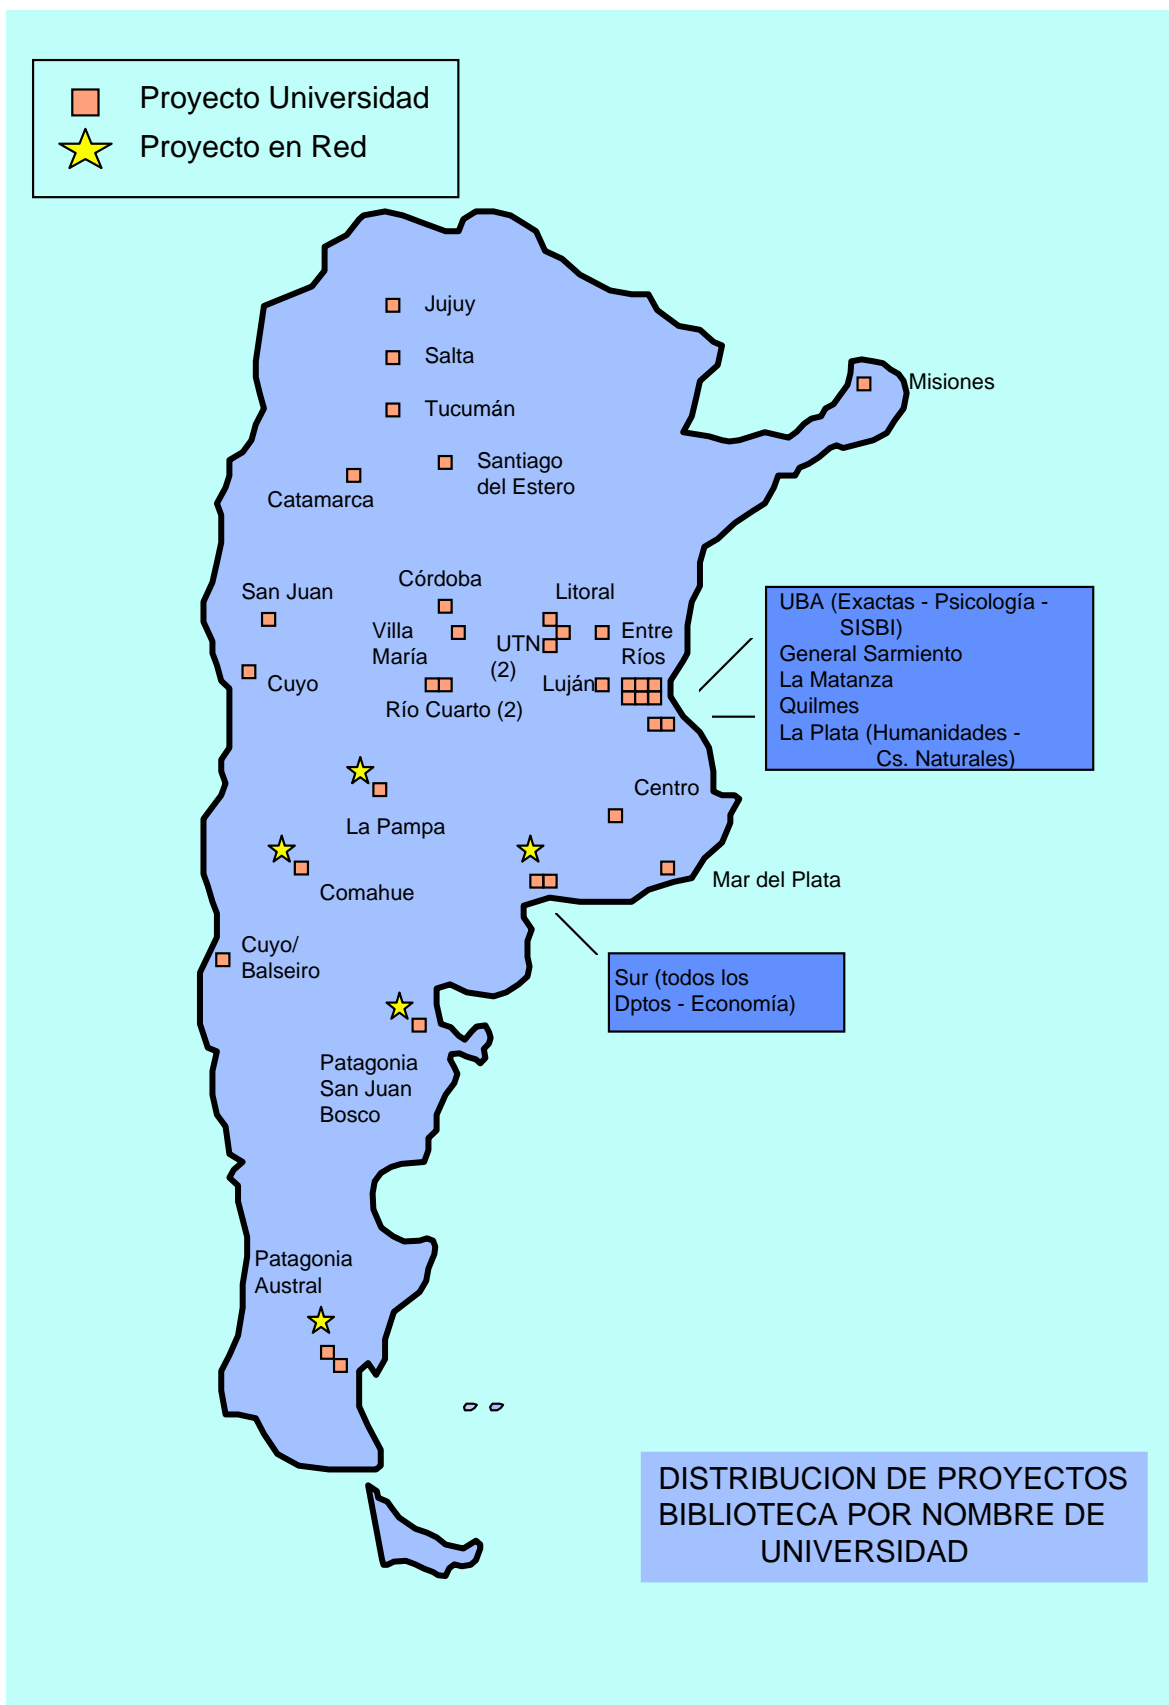 Proyecto Universidad
Proyecto en Red
Jujuy
Salta
Misiones
Tucumán
Santiago
del Estero
Catamarca
San Juan
Córdoba
Litoral
Villa
María
UTN
(2)
Entre
Ríos
Cuyo
Río Cuarto (2)
Luján
UBA (Exactas - Psicología -
SISBI)
General Sarmiento
La Matanza
Quilmes
La Plata (Humanidades -
Cs. Naturales)
Centro
La Pampa
Comahue
Mar del Plata
Cuyo/
Balseiro
Sur (todos los
Dptos - Economía)
Patagonia
San Juan
Bosco
Patagonia
Austral
DISTRIBUCION DE PROYECTOS
BIBLIOTECA POR NOMBRE DE
UNIVERSIDAD